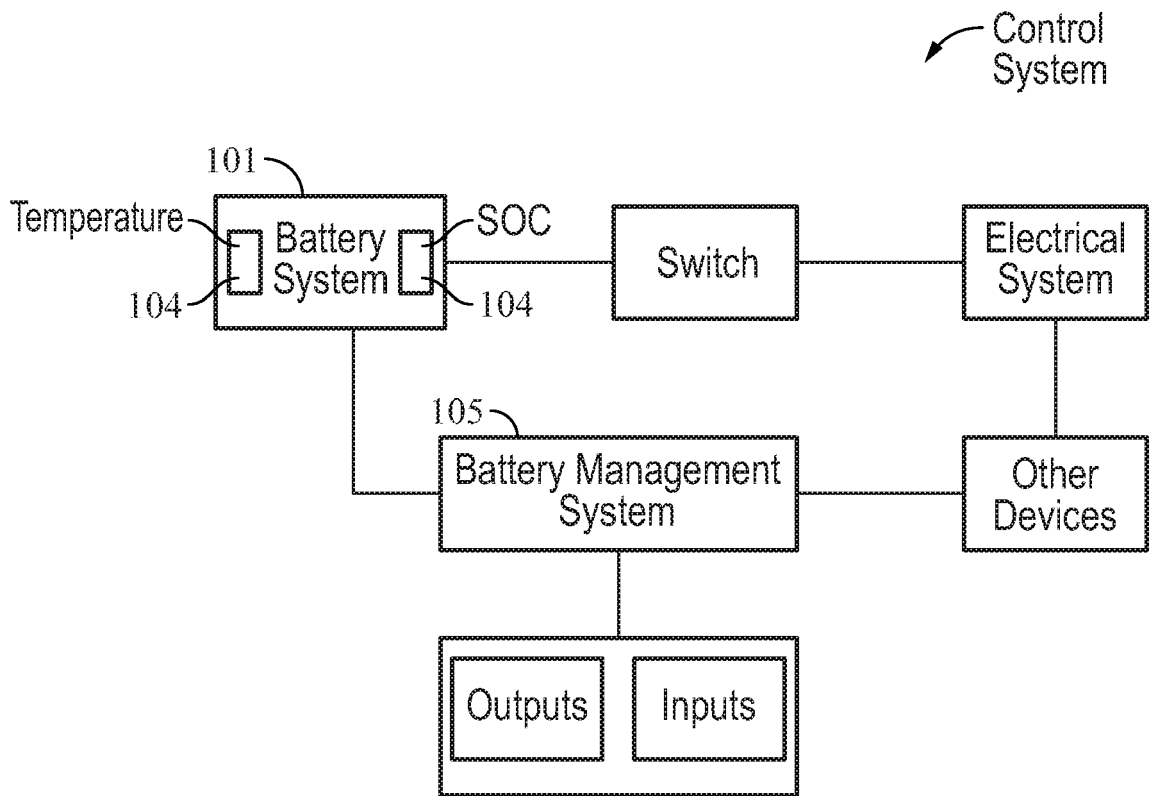 Control
System
101
Temperature
Battery
System
SOC
104
104
Switch
Electrical
System
105
Battery Management
System
Other
Devices
Outputs
Inputs